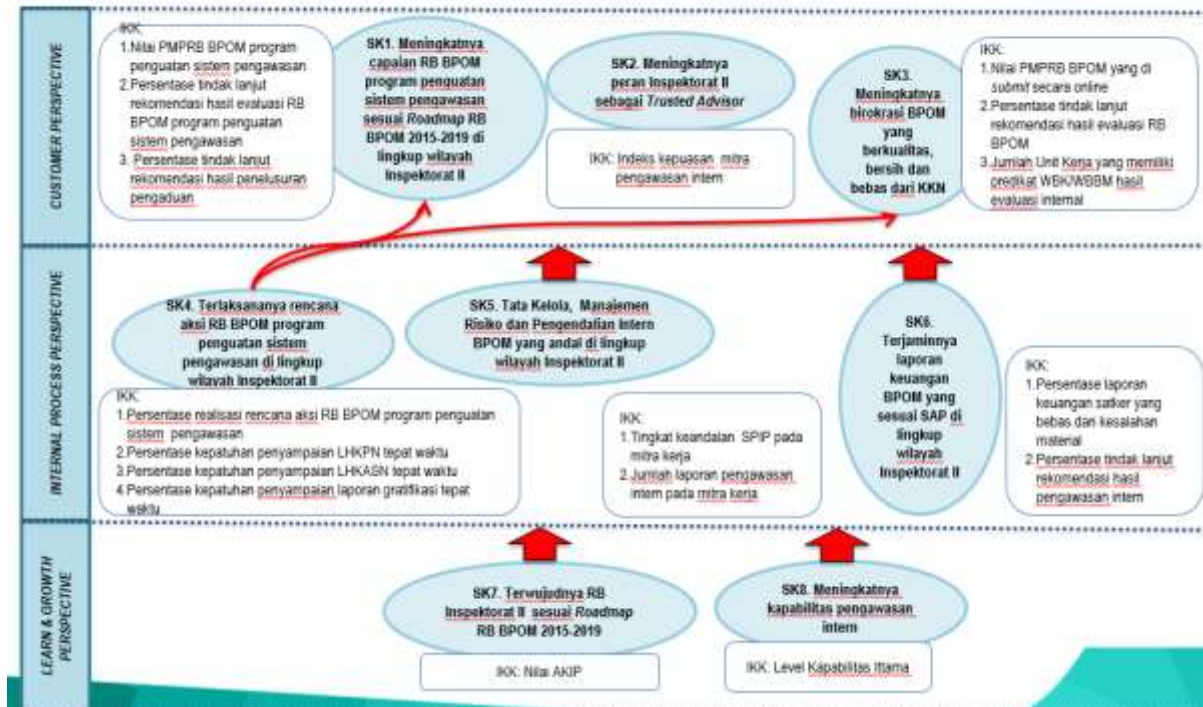 CUSTOMER PERSPECTIVE
IKK:
1.Nilai PMPRB BPOM program
penguatan sistem pengawasan
2.Persentase tindak lanjut
rekomendasi hasil evaluasi RB
BPOM program penguatan
sistem pengawasan
3. Persentase tindak lanjut
rekomendasi hasil penelusuran
pengaduan
SK1. Meningkatnya
capaian RB BPOM
program penguatan
sistem pengawasan
sesuai Roadmap RB
BPOM 2015-2019 di
lingkup wilayah
Inspektorat II
SK2. Meningkatnya
peran Inspektorat II
sebagai Trusted Advisor
IKK: Indeks kepuasan mitra
pengawasan intern
SK3.
Meningkatnya
birokrasi BPOM
yang
berkualitas,
bersih dan
bebas dari KKN
IKK:
1.Nilai PMPRB BPOM yang di
submit secara online
2.Persentase tindak lanjut
rekomendasi hasil evaluasi RB
BPOM
3.Jumlah Unit Kerja yang memiliki
predikat WBK/WBBM hasil
evaluasi internal
INTERNAL PROCESS PERSPECTIVE
SK4. Terlaksananya rencana
aksi RB BPOM program
penguatan sistem
pengawasan di lingkup
wilayah Inspektorat II
IKK:
1.Persentase realisasi rencana aksi RB BPOM program penguatan
sistem pengawasan
2.Persentase kepatuhan penyampaian LHKPN tepat waktu
3.Persentase kepatuhan penyampaian LHKASN tepat waktu
4.Persentase kepatuhan penyampaian laporan gratifikasi tepat
waktu
SK5. Tata Kelola, Manajemen
Risiko dan Pengendalian Intern
BPOM yang andal di lingkup
wilayah Inspektorat II
IKK:
1.Tingkat keandalan SPIP pada
mitra kerja
2.Jumlah laporan pengawasan
intern pada mitra kerja
SK6.
Terjaminnya
laporan
keuangan
BPOM yang
sesuai SAP di
lingkup
wilayah
Inspektorat II
IKK:
1.Persentase laporan
keuangan satker yang
bebas dari kesalahan
material
2.Persentase tindak lanjut
rekomendasi hasil
pengawasan intern
LEARN & GROWTH
PERSPECTIVE
SK7. Terwujudnya RB
Inspektorat II sesuai Roadmap
RB BPOM 2015-2019
IKK: Nilai AKIP
SK8. Meningkatnya
kapabilitas pengawasan
intern
IKK: Level Kapabilitas Ittama